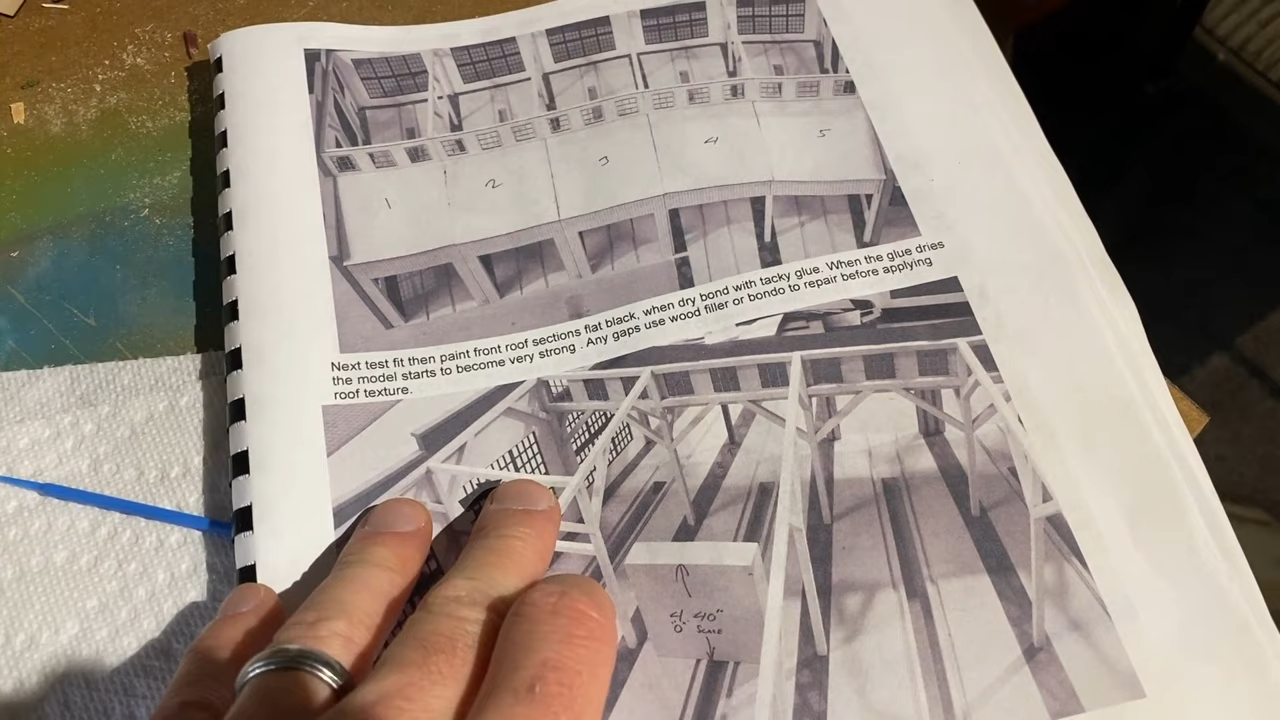 1 2 3 4 5
Next test fit then paint front roof sections flat black, when dry bond with tacky glue. When the glue dries
the model starts to become very strong . Any gaps use wood filler or bondo to repair before applying
roof texture.
4.40"
"O" SCALE